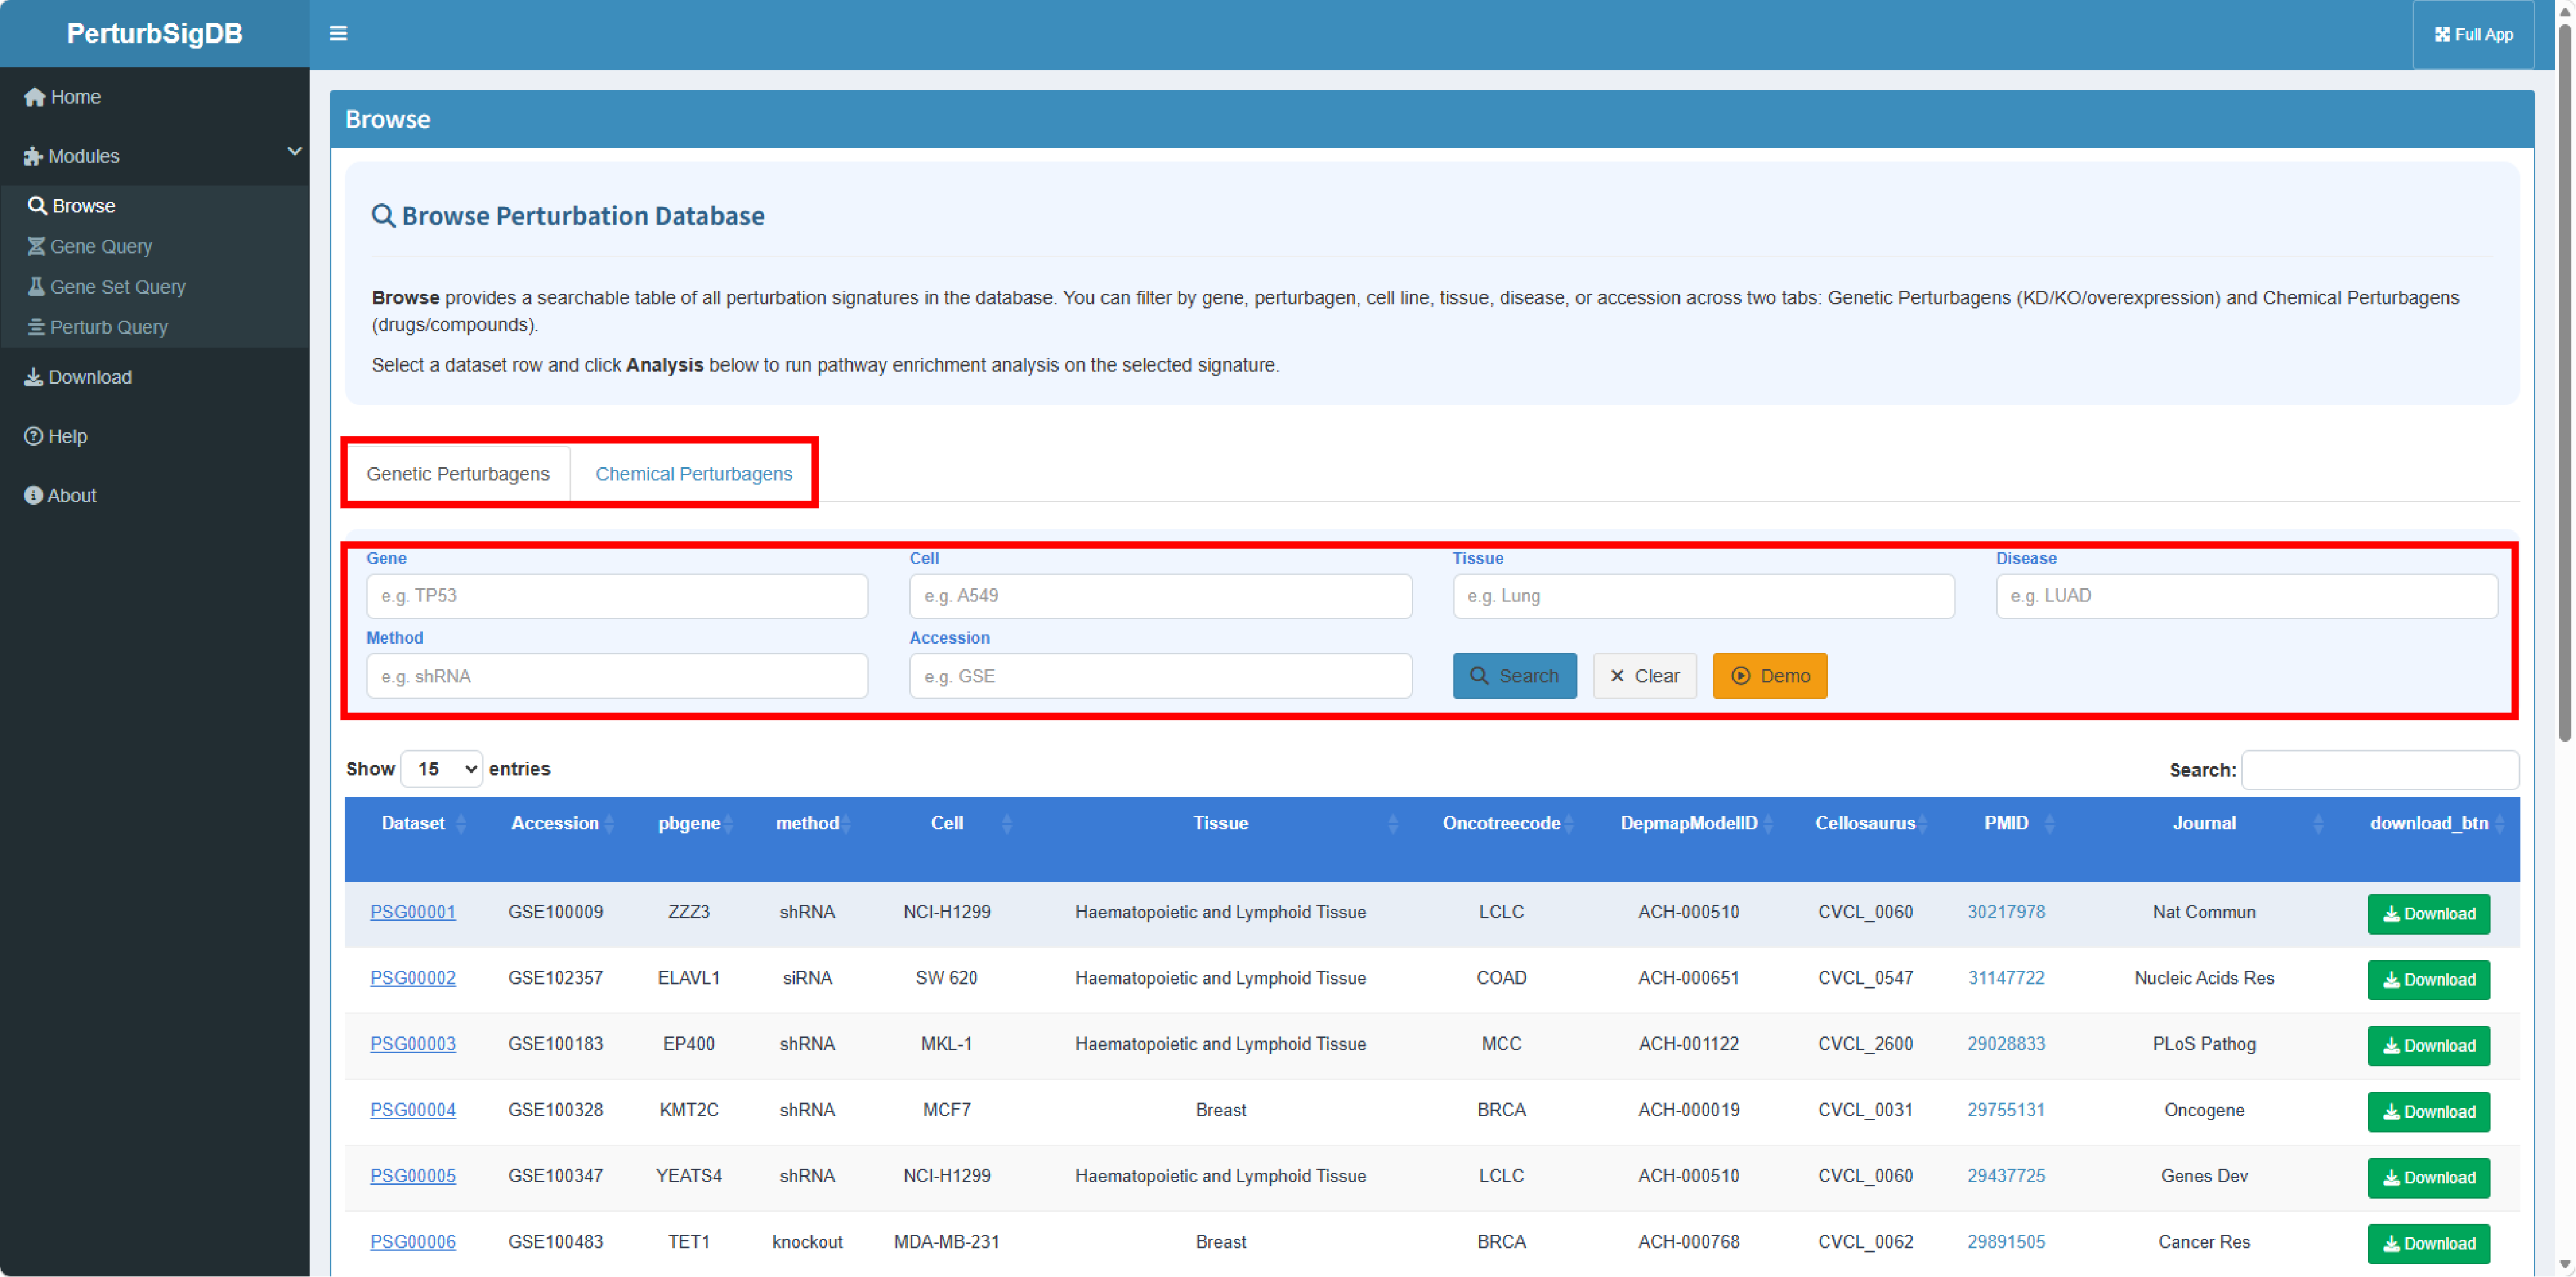 PerturbSigDB
Full App
Home
Modules
Browse
Gene Query
Gene Set Query
Perturb Query
Download
Help
About
Browse
Browse Perturbation Database
Browse provides a searchable table of all perturbation signatures in the database. You can filter by gene, perturbagen, cell line, tissue, disease, or accession across two tabs: Genetic Perturbagens (KD/KO/overexpression) and Chemical Perturbagens
(drugs/compounds).
Select a dataset row and click Analysis below to run pathway enrichment analysis on the selected signature.
Genetic Perturbagens Chemical Perturbagens
Gene Cell Tissue Disease
e.g. TP53 e.g. A549 e.g. Lung e.g. LUAD
Method Accession
e.g. shRNA e.g. GSE Search Clear Demo
Show 15 entries Search:
Dataset Accession pbgene method Cell Tissue Oncotreecode DepmapModelID Cellosaurus PMID Journal download_btn
PSG00001 GSE100009 ZZZ3 shRNA NCI-H1299 Haematopoietic and Lymphoid Tissue LCLC ACH-000510 CVCL_0060 30217978 Nat Commun Download
PSG00002 GSE102357 ELAVL1 siRNA SW 620 Haematopoietic and Lymphoid Tissue COAD ACH-000651 CVCL_0547 31147722 Nucleic Acids Res Download
PSG00003 GSE100183 EP400 shRNA MKL-1 Haematopoietic and Lymphoid Tissue MCC ACH-001122 CVCL_2600 29028833 PLoS Pathog Download
PSG00004 GSE100328 KMT2C shRNA MCF7 Breast BRCA ACH-000019 CVCL_0031 29755131 Oncogene Download
PSG00005 GSE100347 YEATS4 shRNA NCI-H1299 Haematopoietic and Lymphoid Tissue LCLC ACH-000510 CVCL_0060 29437725 Genes Dev Download
PSG00006 GSE100483 TET1 knockout MDA-MB-231 Breast BRCA ACH-000768 CVCL_0062 29891505 Cancer Res Download